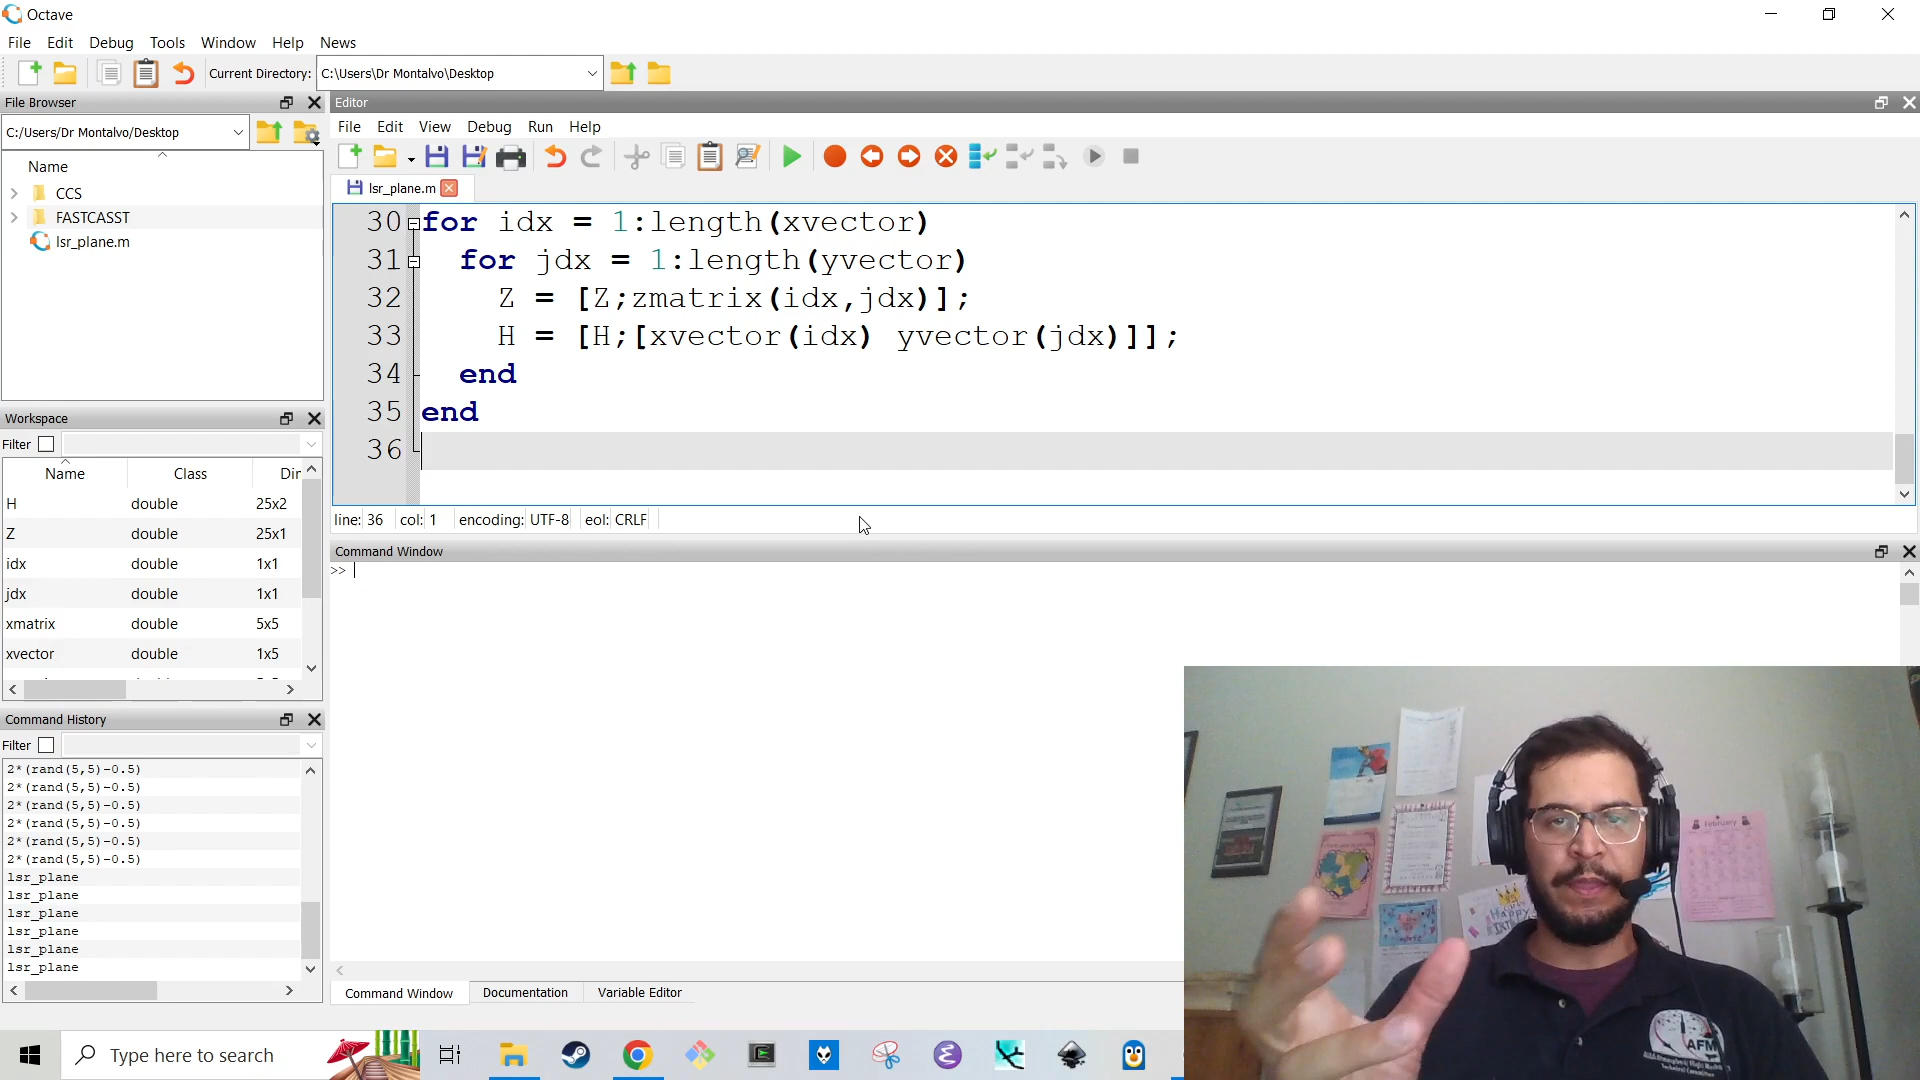 Octave
File Edit Debug Tools Window Help News
Current Directory: C:\Users\Dr Montalvo\Desktop
File Browser
C:/Users/Dr Montalvo/Desktop
Name
CCS
FASTCASST
lsr_plane.m
Workspace
Filter
Name Class Dir
H double 25x2
Z double 25x1
idx double 1x1
jdx double 1x1
xmatrix double 5x5
xvector double 1x5
Command History
Filter
2*(rand(5,5)-0.5)
2*(rand(5,5)-0.5)
2*(rand(5,5)-0.5)
2*(rand(5,5)-0.5)
2*(rand(5,5)-0.5)
2*(rand(5,5)-0.5)
lsr_plane
lsr_plane
lsr_plane
lsr_plane
lsr_plane
lsr_plane
Editor
File Edit View Debug Run Help
lsr_plane.m
30 for idx = 1:length(xvector)
31 for jdx = 1:length(yvector)
32 Z = [Z;zmatrix(idx,jdx)];
33 H = [H;[xvector(idx) yvector(jdx)]];
34 end
35 end
36
line: 36 col: 1 encoding: UTF-8 eol: CRLF
Command Window
>>
Command Window Documentation Variable Editor
February
Happy
AFM
Type here to search